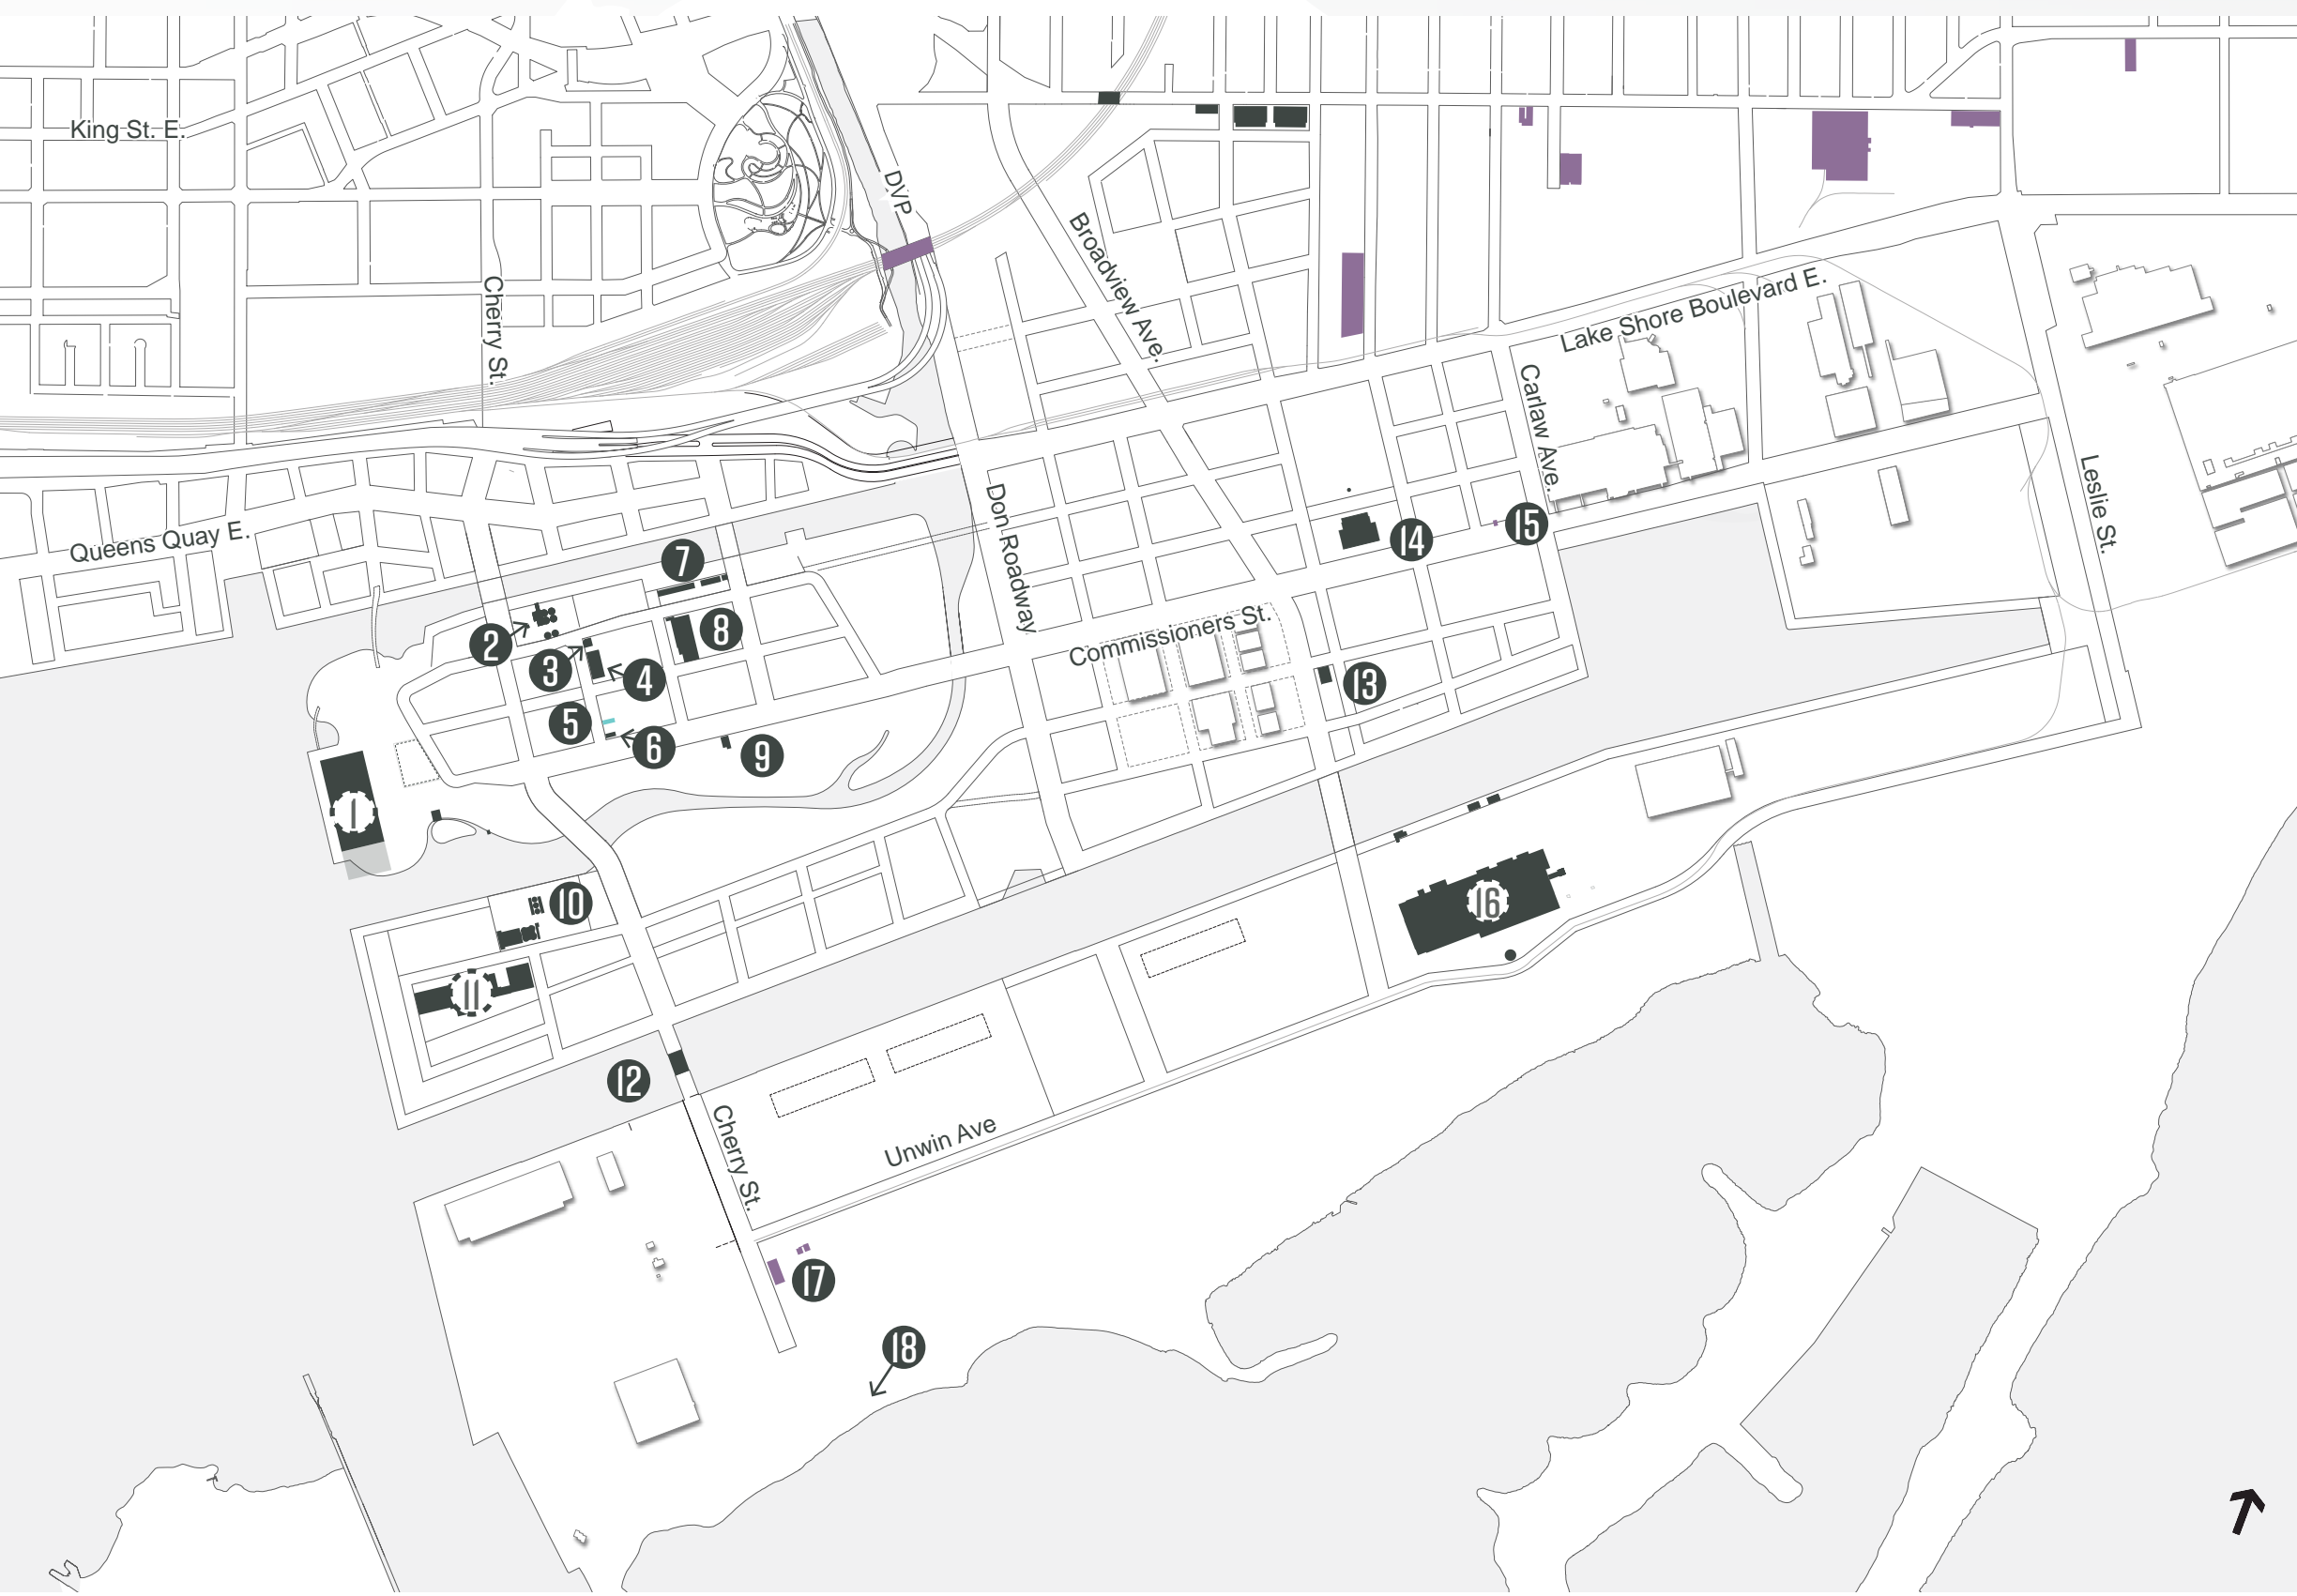 King St. E.
DVP
Broadview Ave.
Cherry St.
Lake Shore Boulevard E.
Carlaw Ave.
Leslie St.
Queens Quay E.
Don Roadway
7
15
14
2
8
Commissioners St.
3
4
13
5
6
9
1
10
16
11
12
Cherry St.
Unwin Ave
17
18